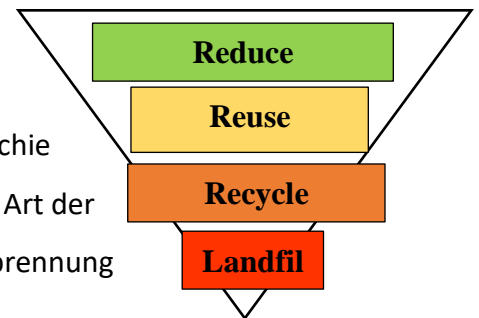 Reduce
Reuse
chie
Recycle
Art der
brennung
Landfil